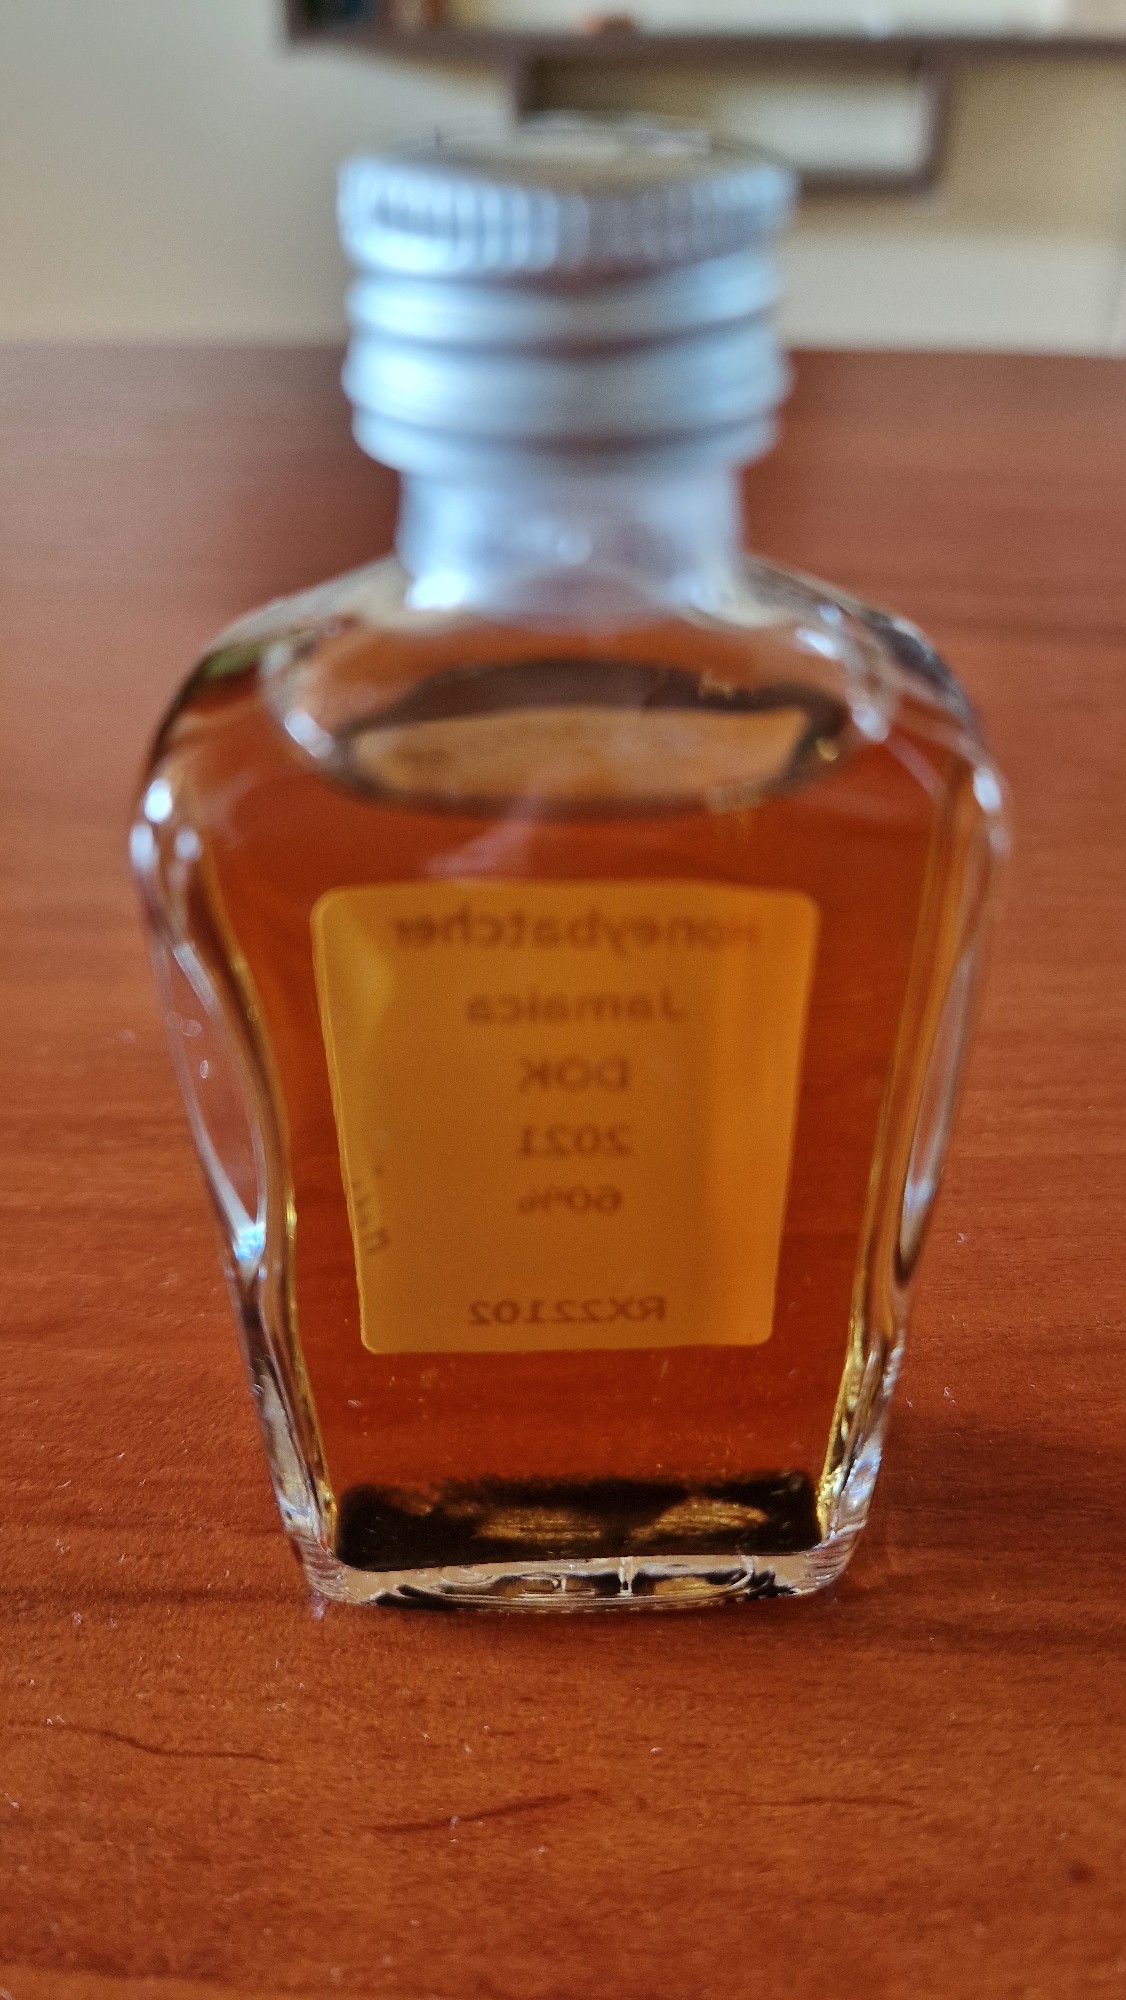 Honeybatcher
Jamaica
DOK
2021
60%
RX22102